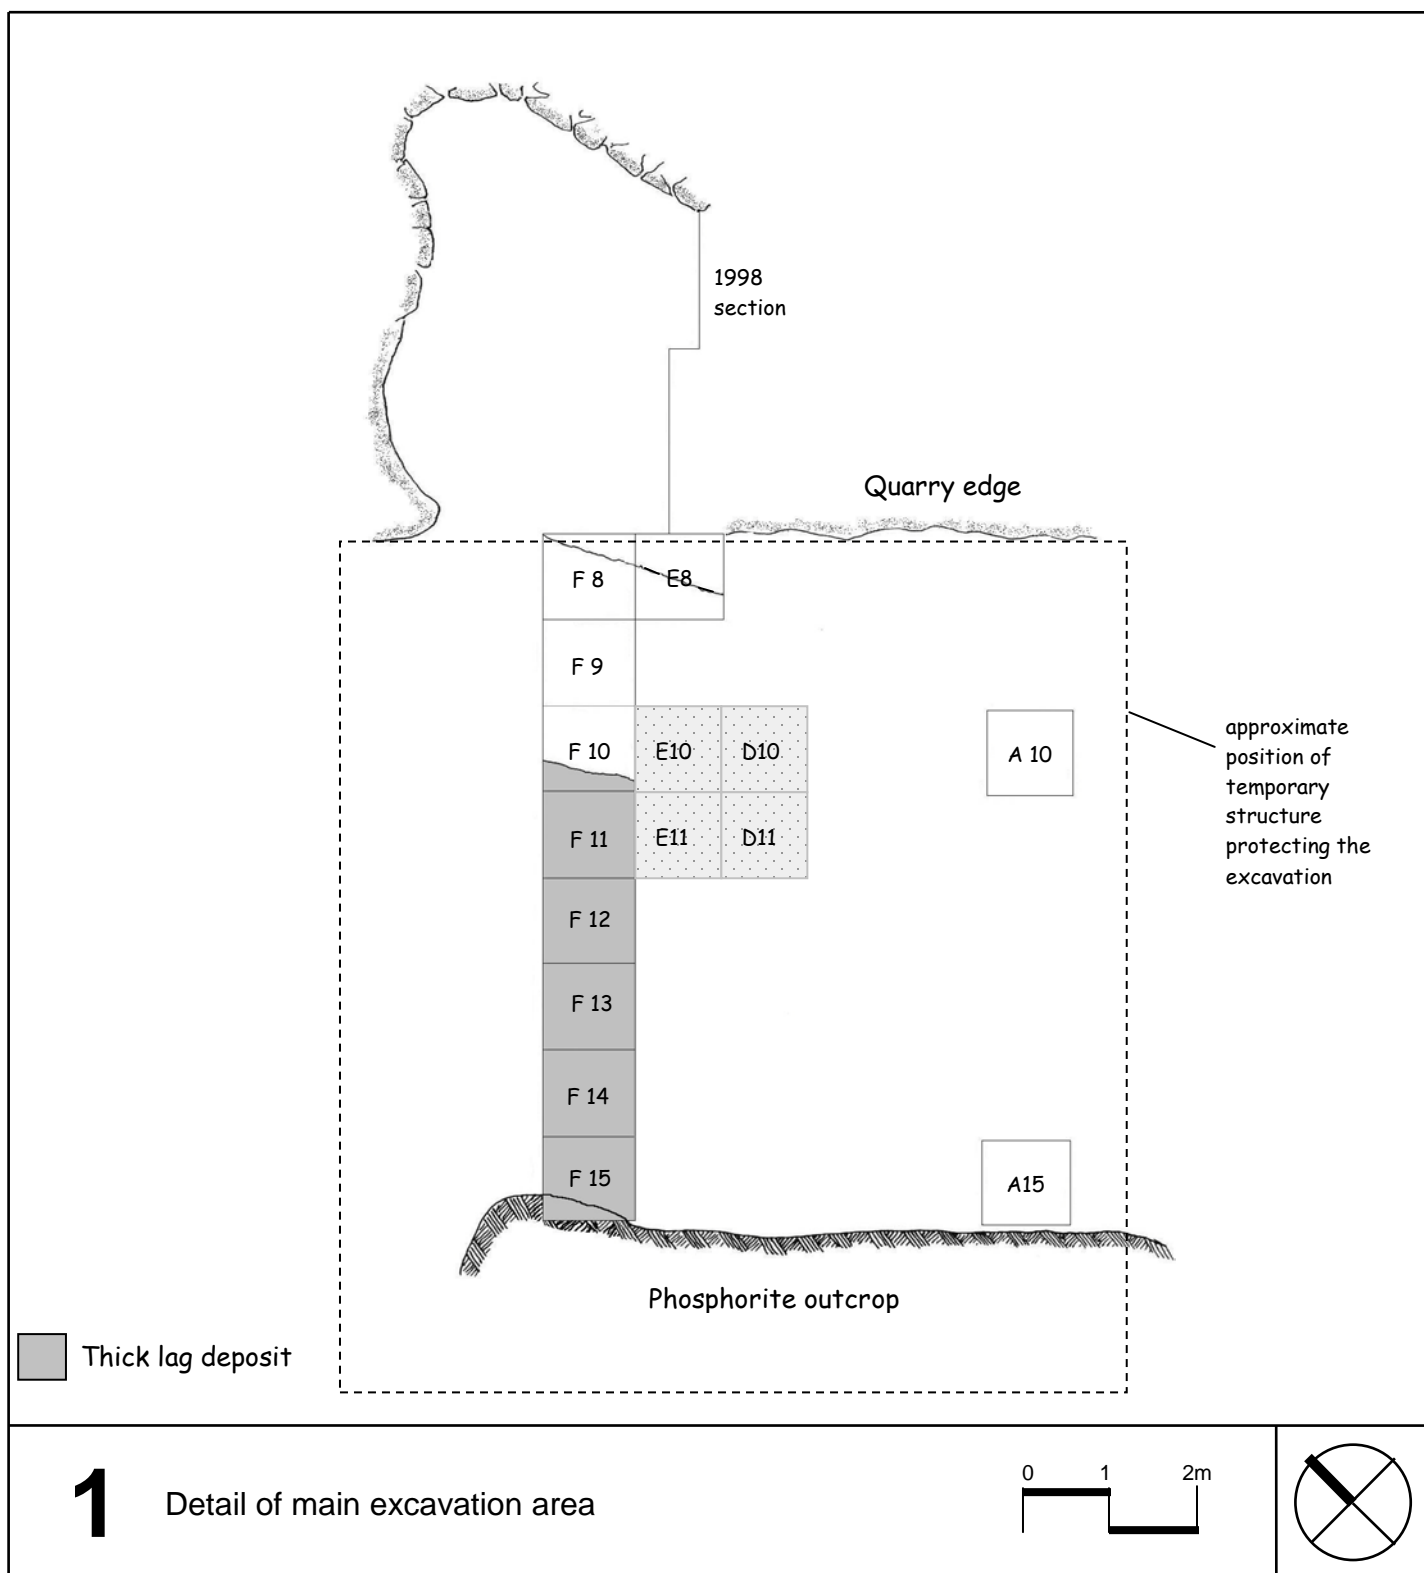 1998
section
Quarry edge
F 8
E8
F 9
F 10
E10
D10
A 10
approximate
position of
temporary
structure
protecting the
excavation
F 11
E11
D11
F 12
F 13
F 14
F 15
A15
Phosphorite outcrop
Thick lag deposit
1
Detail of main excavation area
0 1 2m